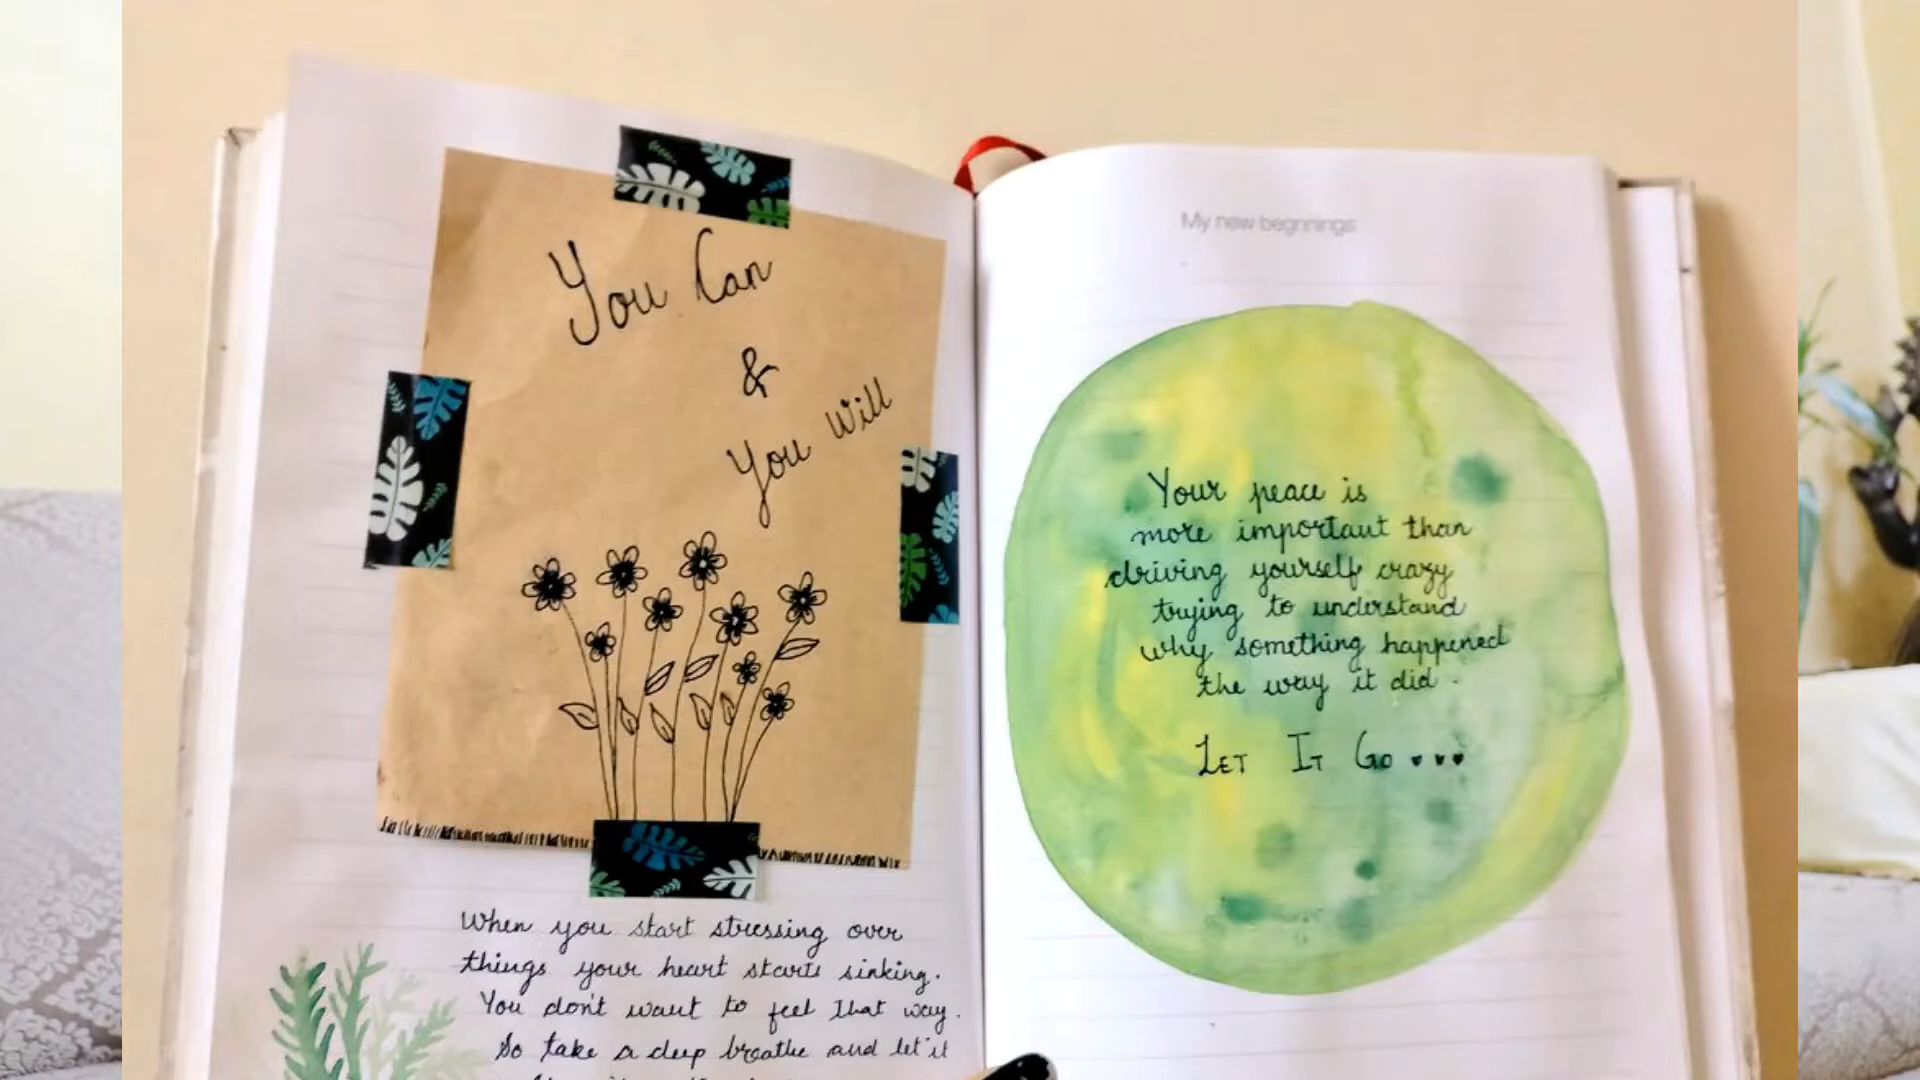 You Can
&
You Will
When you start stressing over
things your heart starts sinking.
You don't want to feel that way.
So take a deep breathe and let it
My new begnnings
Your peace is
more important than
driving yourself crazy
trying to understand
why something happened
the way it did.
LET IT GO...